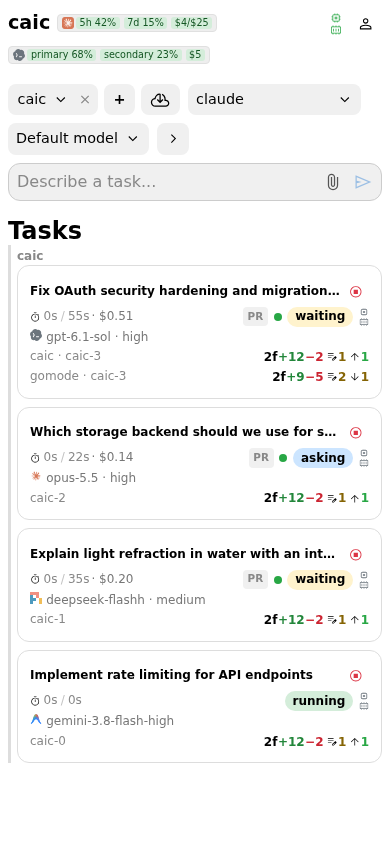 caic 5h 42% 7d 15% $4/$25
primary 68% secondary 23% $5
caic × + claude
Default model
Describe a task...
Tasks
caic
Fix OAuth security hardening and migration...
0s / 55s · $0.51 PR waiting
gpt-6.1-sol · high
caic · caic-3 2f+12−2 1 ↑1
gomode · caic-3 2f+9−5 2 ↓1
Which storage backend should we use for s...
0s / 22s · $0.14 PR asking
opus-5.5 · high
caic-2 2f+12−2 1 ↑1
Explain light refraction in water with an int...
0s / 35s · $0.20 PR waiting
deepseek-flashh · medium
caic-1 2f+12−2 1 ↑1
Implement rate limiting for API endpoints
0s / 0s running
gemini-3.8-flash-high
caic-0 2f+12−2 1 ↑1